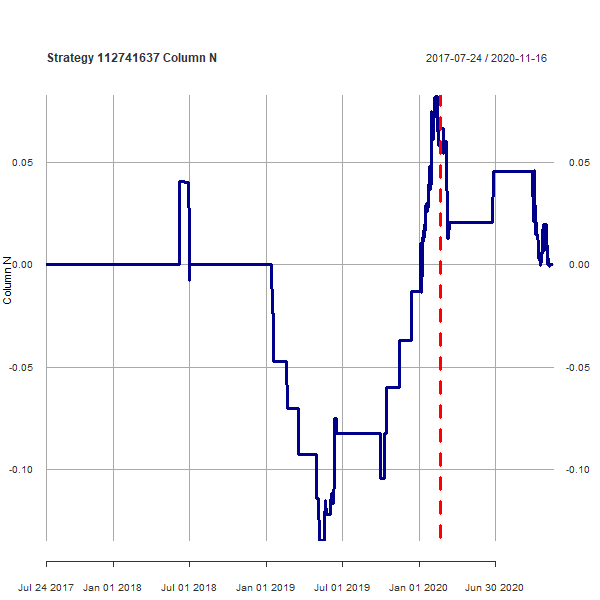 Strategy 112741637 Column N
2017-07-24 / 2020-11-16
Column N
0.05
0.05
0.00
0.00
-0.05
-0.05
-0.10
-0.10
Jul 24 2017
Jan 01 2018
Jul 01 2018
Jan 01 2019
Jul 01 2019
Jan 01 2020
Jun 30 2020